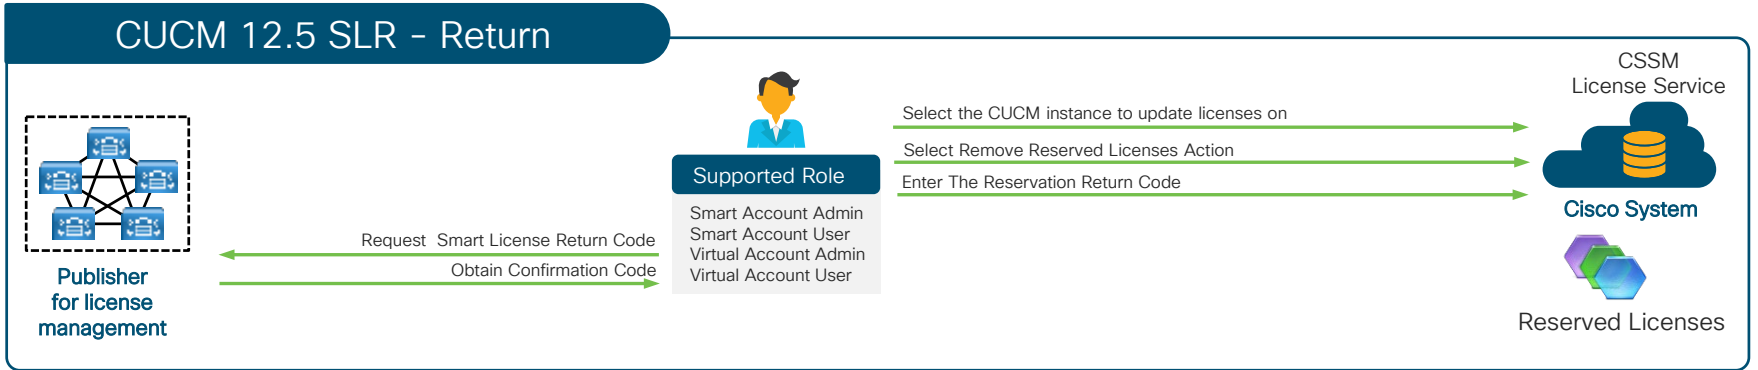 CUCM 12.5 SLR - Return
Publisher
for license
management
Request Smart License Return Code
Obtain Confirmation Code
Supported Role
Smart Account Admin
Smart Account User
Virtual Account Admin
Virtual Account User
Select the CUCM instance to update licenses on
Select Remove Reserved Licenses Action
Enter The Reservation Return Code
CSSM
License Service
Cisco System
Reserved Licenses